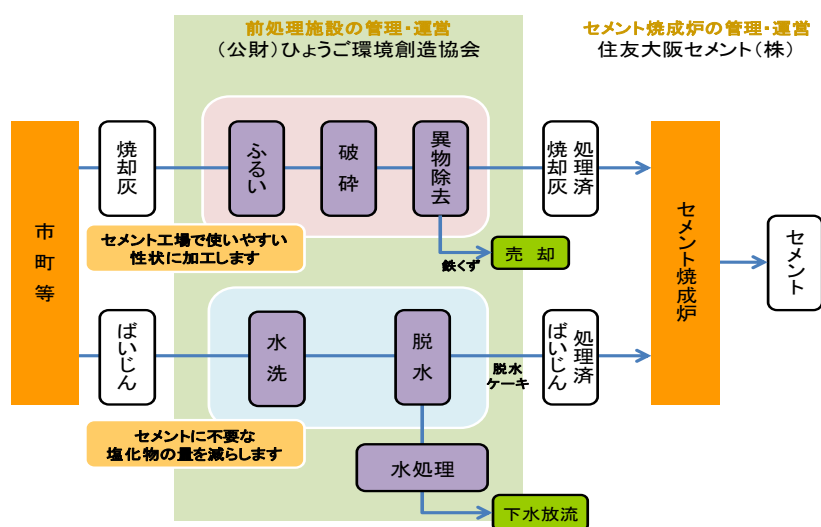 前処理施設の管理・運営
(公財)ひょうご環境創造協会
セメント焼成炉の管理・運営
住友大阪セメント(株)
市町等
焼却灰
ふるい
破砕
異物除去
処理済
焼却灰
セメント焼成炉
セメント
セメント工場で使いやすい
性状に加工します
鉄くず
売却
ばいじん
水洗
脱水
脱水
ケーキ
処理済
ばいじん
セメントに不要な
塩化物の量を減らします
水処理
下水放流